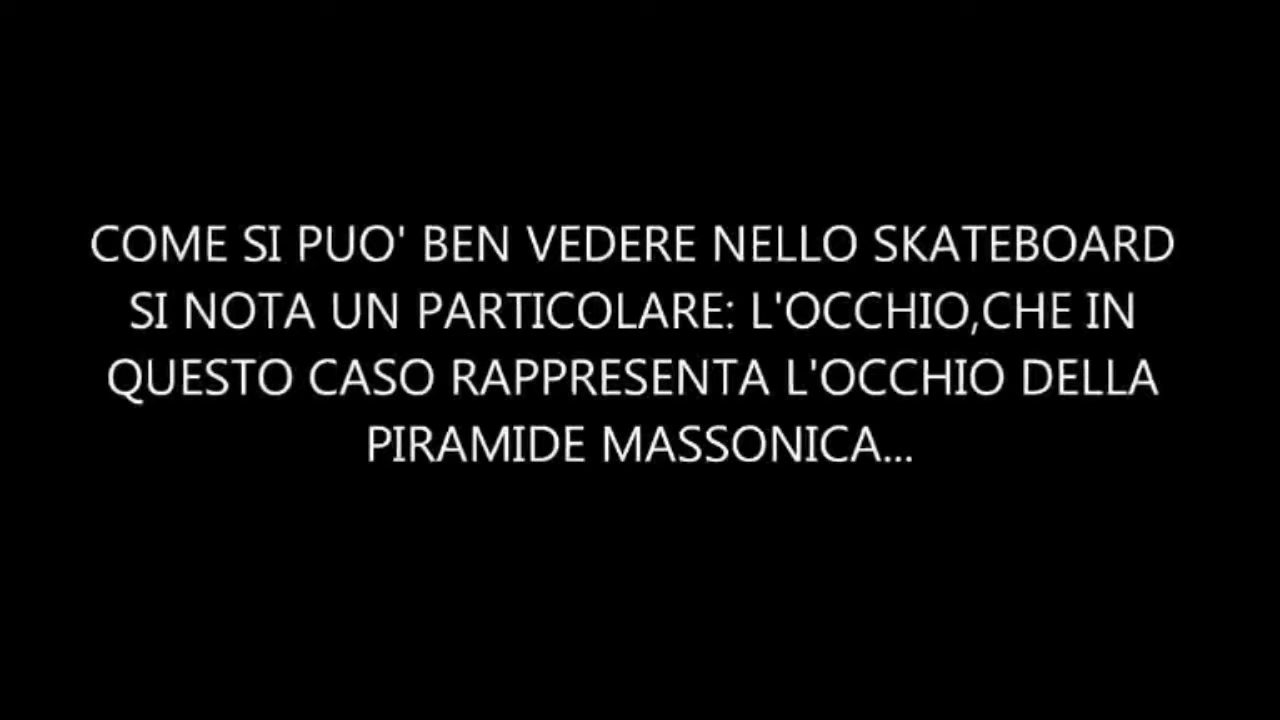 COME SI PUO' BEN VEDERE NELLO SKATEBOARD
SI NOTA UN PARTICOLARE: L'OCCHIO,CHE IN
QUESTO CASO RAPPRESENTA L'OCCHIO DELLA
PIRAMIDE MASSONICA...